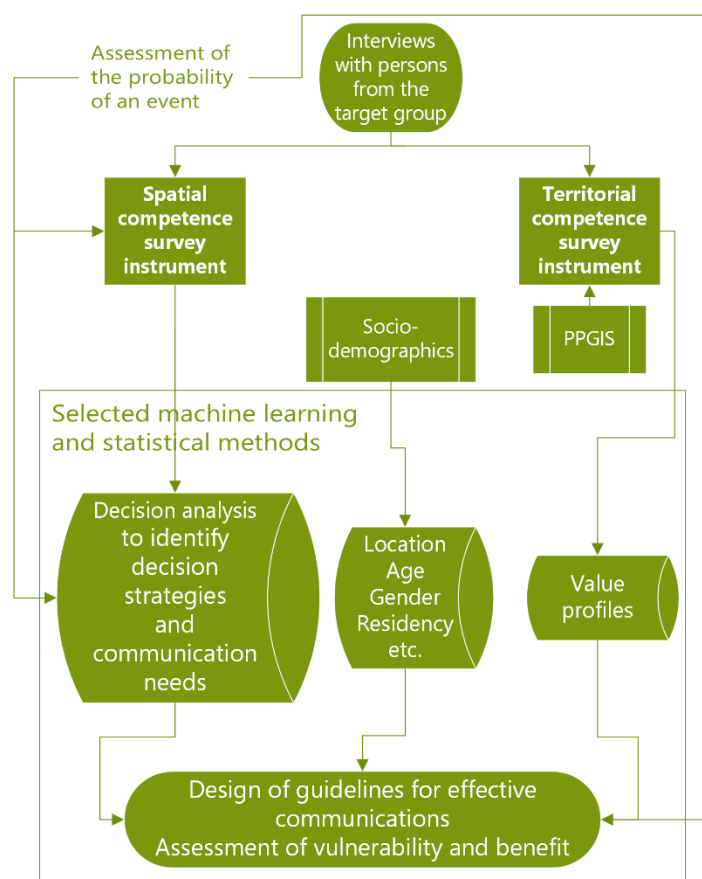 Assessment of
the probability
of an event
Interviews
with persons
from the
target group
Spatial
competence
survey
instrument
Territorial
competence
survey
instrument
Socio-
demographics
PPGIS
Selected machine learning
and statistical methods
Decision analysis
to identify
decision
strategies
and
communication
needs
Location
Age
Gender
Residency
etc.
Value
profiles
Design of guidelines for effective
communications
Assessment of vulnerability and benefit